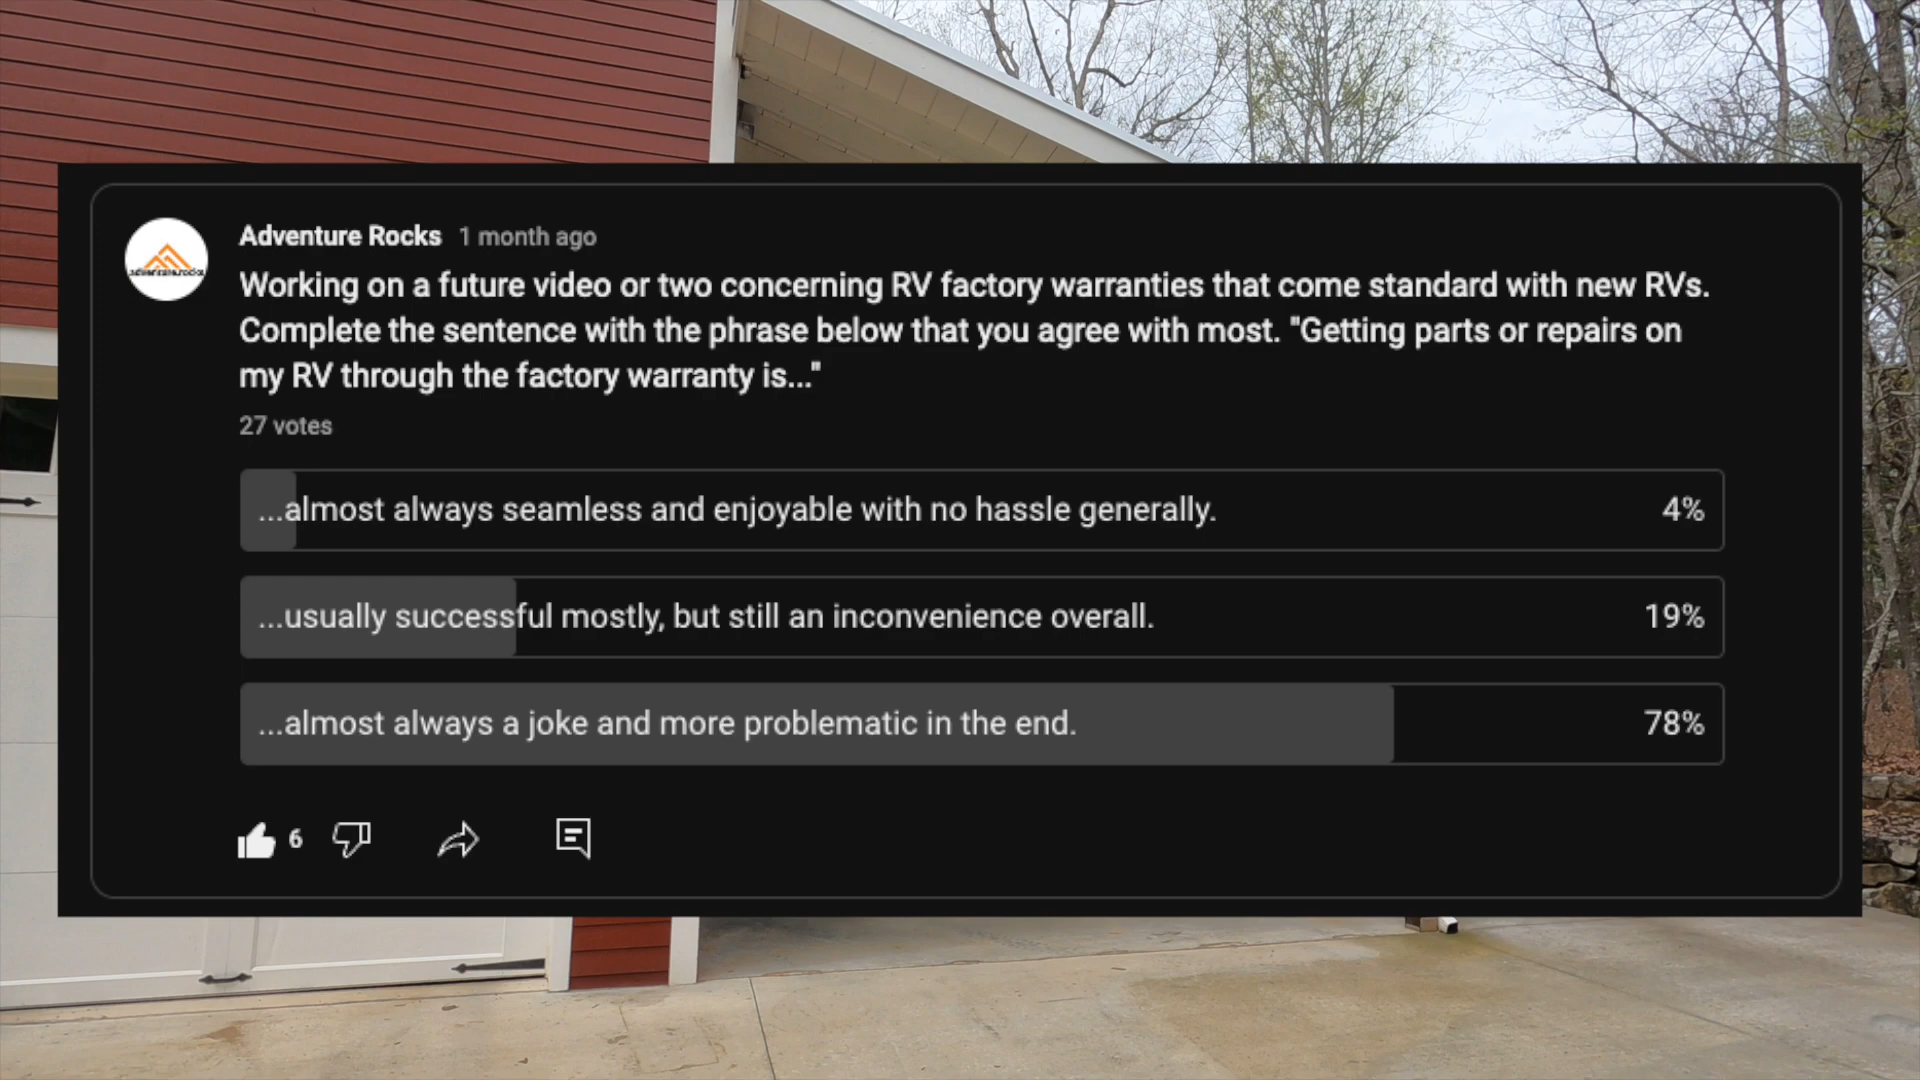 Adventure Rocks 1 month ago
Working on a future video or two concerning RV factory warranties that come standard with new RVs.
Complete the sentence with the phrase below that you agree with most. "Getting parts or repairs on
my RV through the factory warranty is..."
27 votes
...almost always seamless and enjoyable with no hassle generally. 4%
...usually successful mostly, but still an inconvenience overall. 19%
...almost always a joke and more problematic in the end. 78%
6